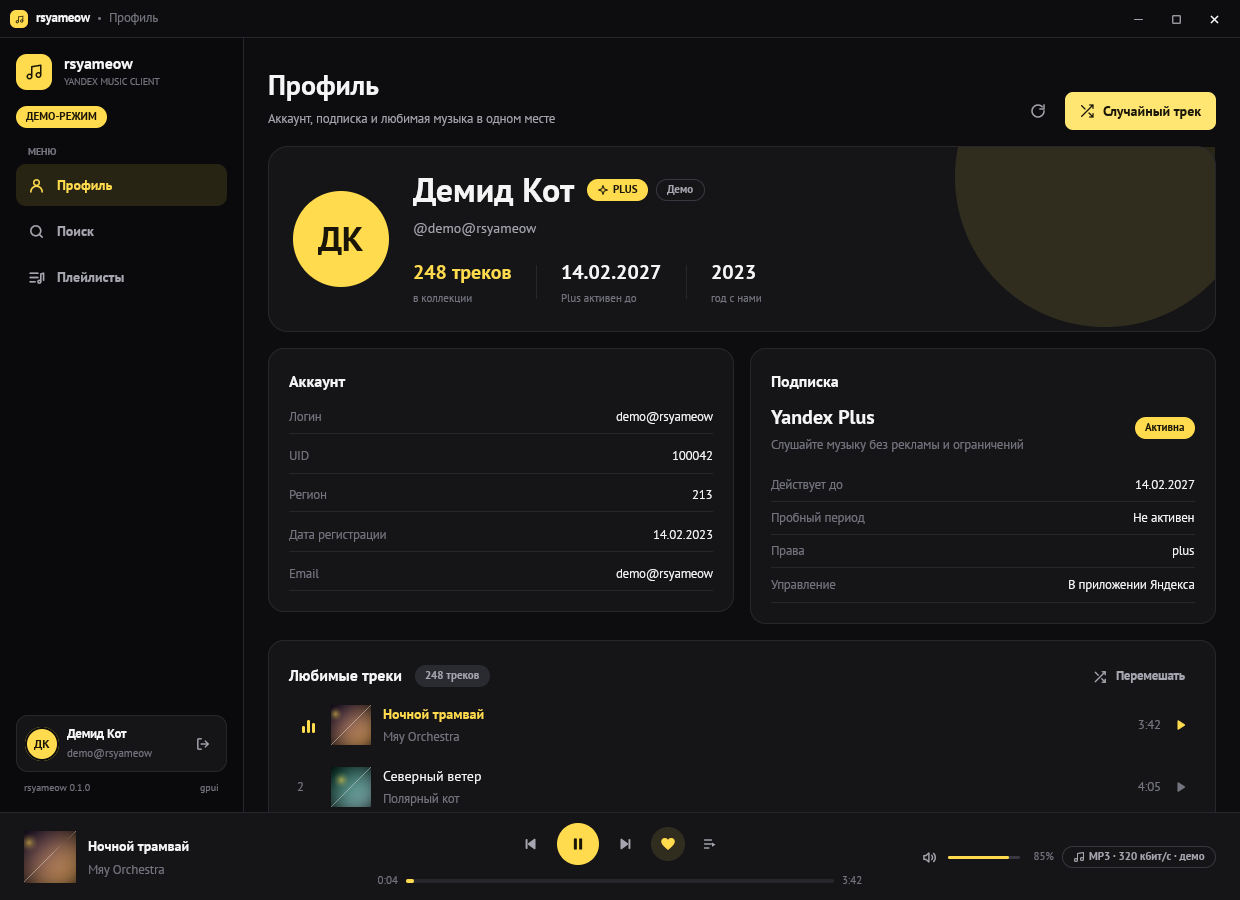 rsyameow • Профиль
rsyameow
YANDEX MUSIC CLIENT
ДЕМО-РЕЖИМ
МЕНЮ
Профиль
Поиск
Плейлисты
ДК
Демид Кот
demo@rsyameow
rsyameow 0.1.0
gpui
Профиль
Аккаунт, подписка и любимая музыка в одном месте
Случайный трек
ДК
Демид Кот
PLUS
Демо
@demo@rsyameow
248 треков
в коллекции
14.02.2027
Plus активен до
2023
год с нами
Аккаунт
Логин demo@rsyameow
UID 100042
Регион 213
Дата регистрации 14.02.2023
Email demo@rsyameow
Подписка
Yandex Plus
Слушайте музыку без рекламы и ограничений
Активна
Действует до 14.02.2027
Пробный период Не активен
Права plus
Управление В приложении Яндекса
Любимые треки
248 треков
Перемешать
Ночной трамвай
Мяу Orchestra
3:42
2
Северный ветер
Полярный кот
4:05
Ночной трамвай
Мяу Orchestra
0:04
3:42
85%
MP3 · 320 кбит/с · демо